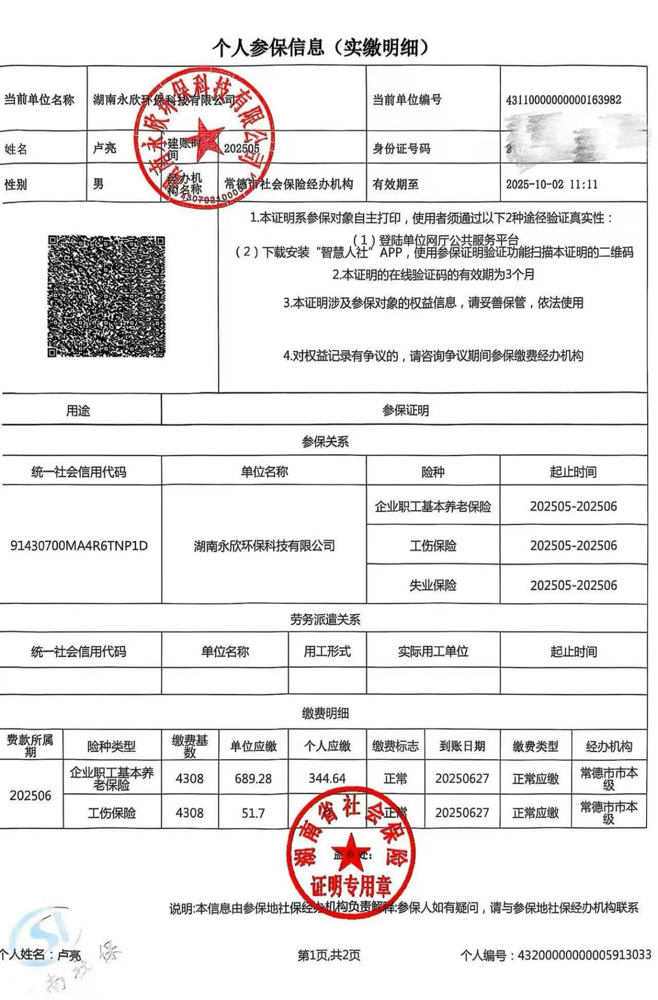 个人参保信息（实缴明细）
当前单位名称 湖南永欣环保科技有限公司 当前单位编号 43110000000000163982
姓名 卢亮 建账时间 202505 身份证号码
性别 男 经办机构名称 常德市社会保险经办机构 有效期至 2025-10-02 11:11
湖南永欣环保科技有限公司
1.本证明系参保对象自主打印，使用者须通过以下2种途径验证真实性：
（1）登陆单位网厅公共服务平台
（2）下载安装“智慧人社”APP，使用参保证明验证功能扫描本证明的二维码
2.本证明的在线验证码的有效期为3个月
3.本证明涉及参保对象的权益信息，请妥善保管，依法使用
4.对权益记录有争议的，请咨询争议期间参保缴费经办机构
用途 参保证明
参保关系
统一社会信用代码 单位名称 险种 起止时间
91430700MA4R6TNP1D 湖南永欣环保科技有限公司 企业职工基本养老保险 202505-202506
工伤保险 202505-202506
失业保险 202505-202506
劳务派遣关系
统一社会信用代码 单位名称 用工形式 实际用工单位 起止时间
缴费明细
费款所属期 险种类型 缴费基数 单位应缴 个人应缴 缴费标志 到账日期 缴费类型 经办机构
202506 企业职工基本养老保险 4308 689.28 344.64 正常 20250627 正常应缴 常德市市本级
工伤保险 4308 51.7 正常 20250627 正常应缴 常德市市本级
湖南省社会保险
盖章处：
证明专用章
说明:本信息由参保地社保经办机构负责解释:参保人如有疑问，请与参保地社保经办机构联系
个人姓名：卢亮 第1页,共2页 个人编号：43200000000005913033
南社保